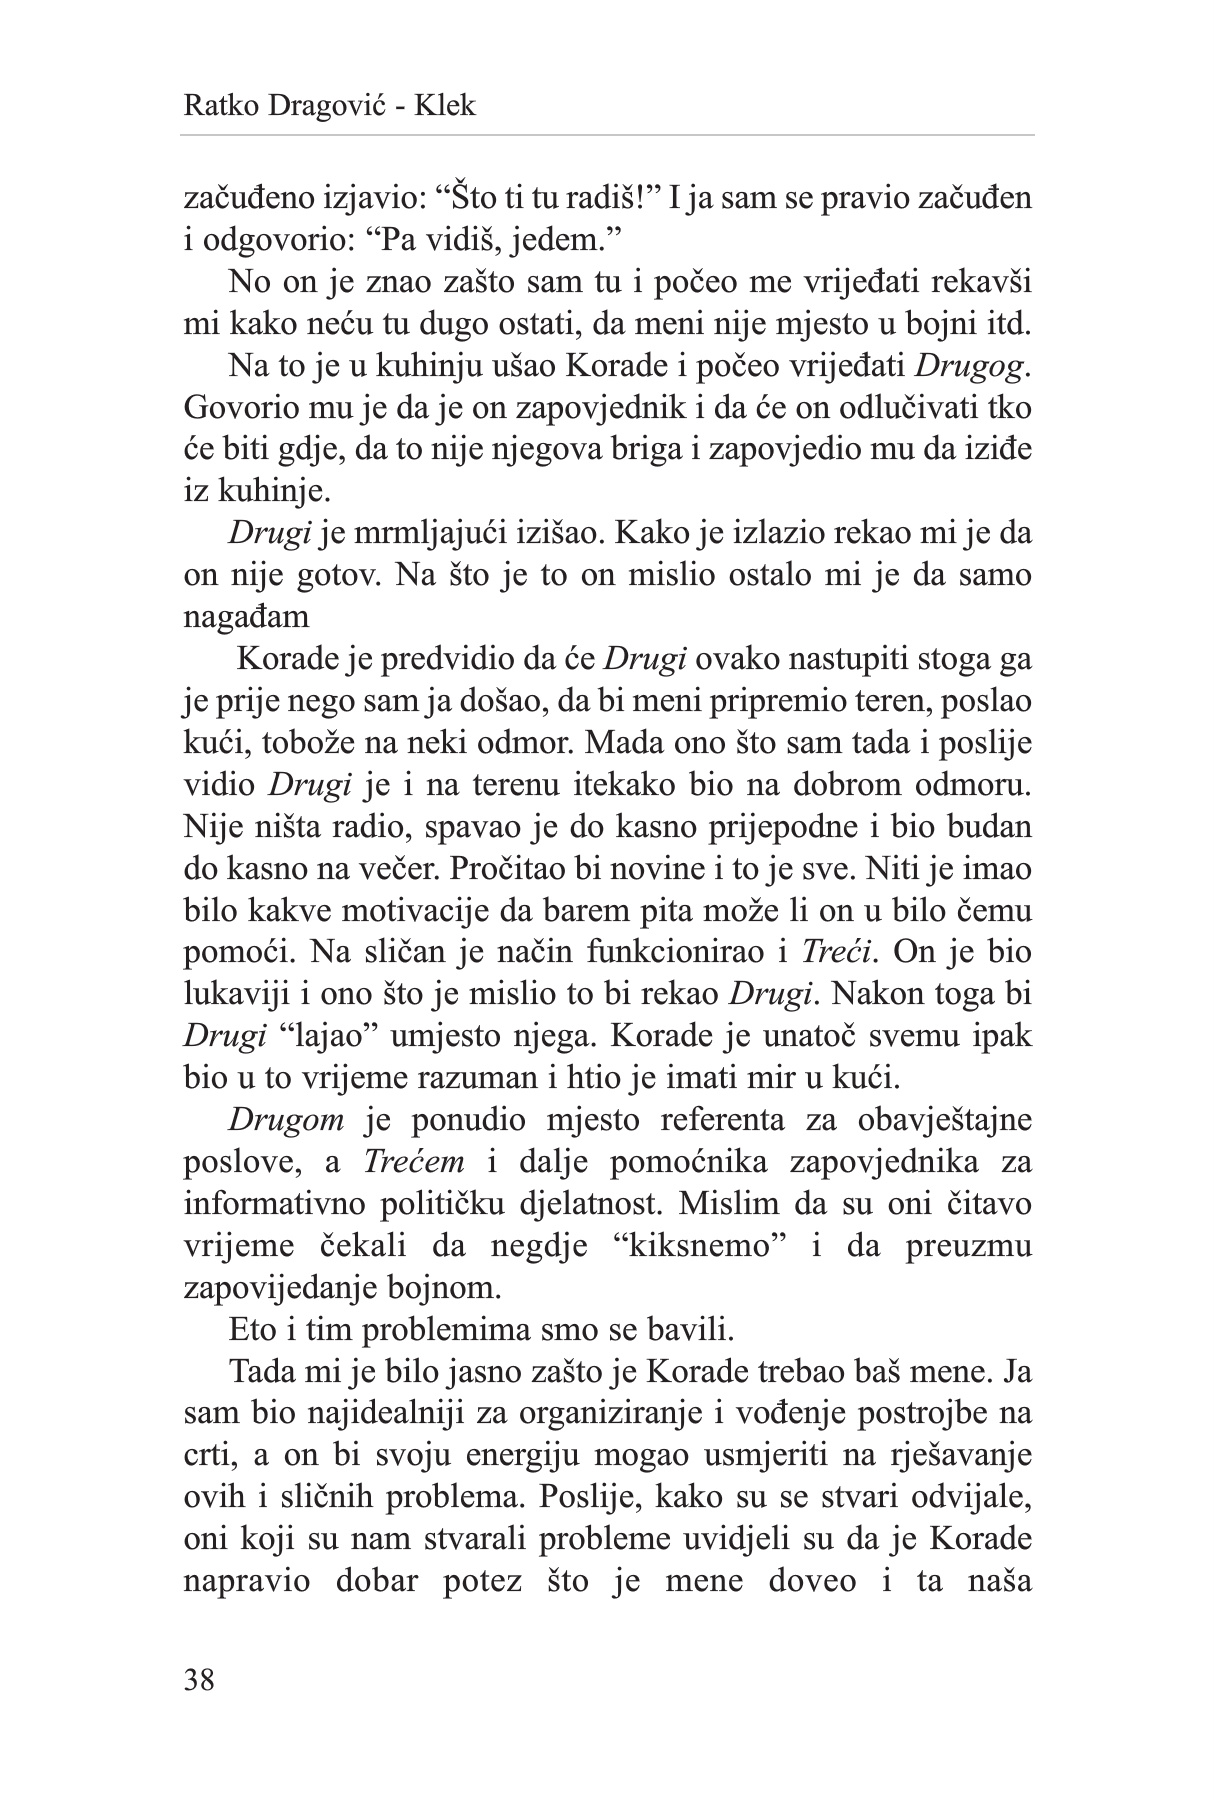 Ratko Dragović - Klek
začuđeno izjavio: “Što ti tu radiš!” I ja sam se pravio začuđen
i odgovorio: “Pa vidiš, jedem.”
No on je znao zašto sam tu i počeo me vrijeđati rekavši
mi kako neću tu dugo ostati, da meni nije mjesto u bojni itd.
Na to je u kuhinju ušao Korade i počeo vrijeđati Drugog.
Govorio mu je da je on zapovjednik i da će on odlučivati tko
će biti gdje, da to nije njegova briga i zapovjedio mu da iziđe
iz kuhinje.
Drugi je mrmljajući izišao. Kako je izlazio rekao mi je da
on nije gotov. Na što je to on mislio ostalo mi je da samo
nagađam
Korade je predvidio da će Drugi ovako nastupiti stoga ga
je prije nego sam ja došao, da bi meni pripremio teren, poslao
kući, tobože na neki odmor. Mada ono što sam tada i poslije
vidio Drugi je i na terenu itekako bio na dobrom odmoru.
Nije ništa radio, spavao je do kasno prijepodne i bio budan
do kasno na večer. Pročitao bi novine i to je sve. Niti je imao
bilo kakve motivacije da barem pita može li on u bilo čemu
pomoći. Na sličan je način funkcionirao i Treći. On je bio
lukaviji i ono što je mislio to bi rekao Drugi. Nakon toga bi
Drugi “lajao” umjesto njega. Korade je unatoč svemu ipak
bio u to vrijeme razuman i htio je imati mir u kući.
Drugom je ponudio mjesto referenta za obavještajne
poslove, a Trećem i dalje pomoćnika zapovjednika za
informativno političku djelatnost. Mislim da su oni čitavo
vrijeme čekali da negdje “kiksnemo” i da preuzmu
zapovijedanje bojnom.
Eto i tim problemima smo se bavili.
Tada mi je bilo jasno zašto je Korade trebao baš mene. Ja
sam bio najidealniji za organiziranje i vođenje postrojbe na
crti, a on bi svoju energiju mogao usmjeriti na rješavanje
ovih i sličnih problema. Poslije, kako su se stvari odvijale,
oni koji su nam stvarali probleme uvidjeli su da je Korade
napravio dobar potez što je mene doveo i ta naša
38